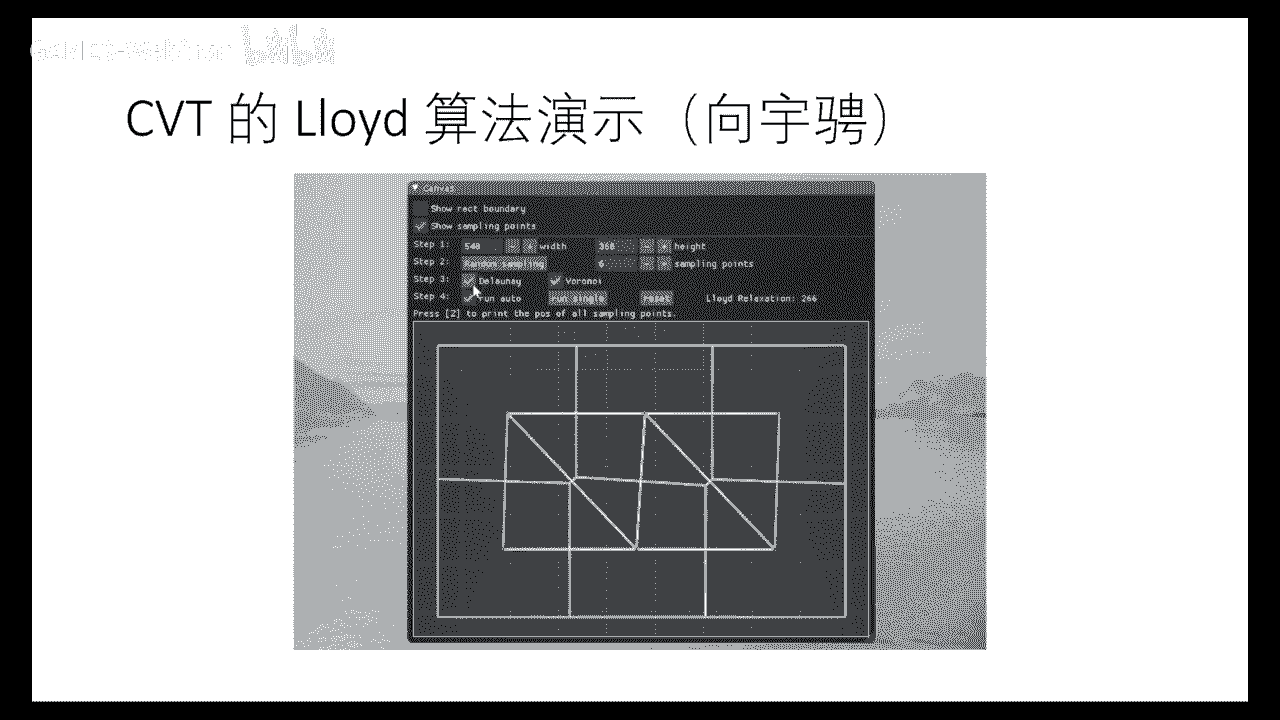 CVT 的 Lloyd 算法演示（向宇骋）
Canvas
Show rect boundary
Show sampling points
Step 1: 540 - + width 360 - + height
Step 2: Random sampling 6 - + sampling points
Step 3: Delaunay Voronoi
Step 4: run auto run single reset Lloyd Relaxation: 266
Press [Z] to print the pos of all sampling points.